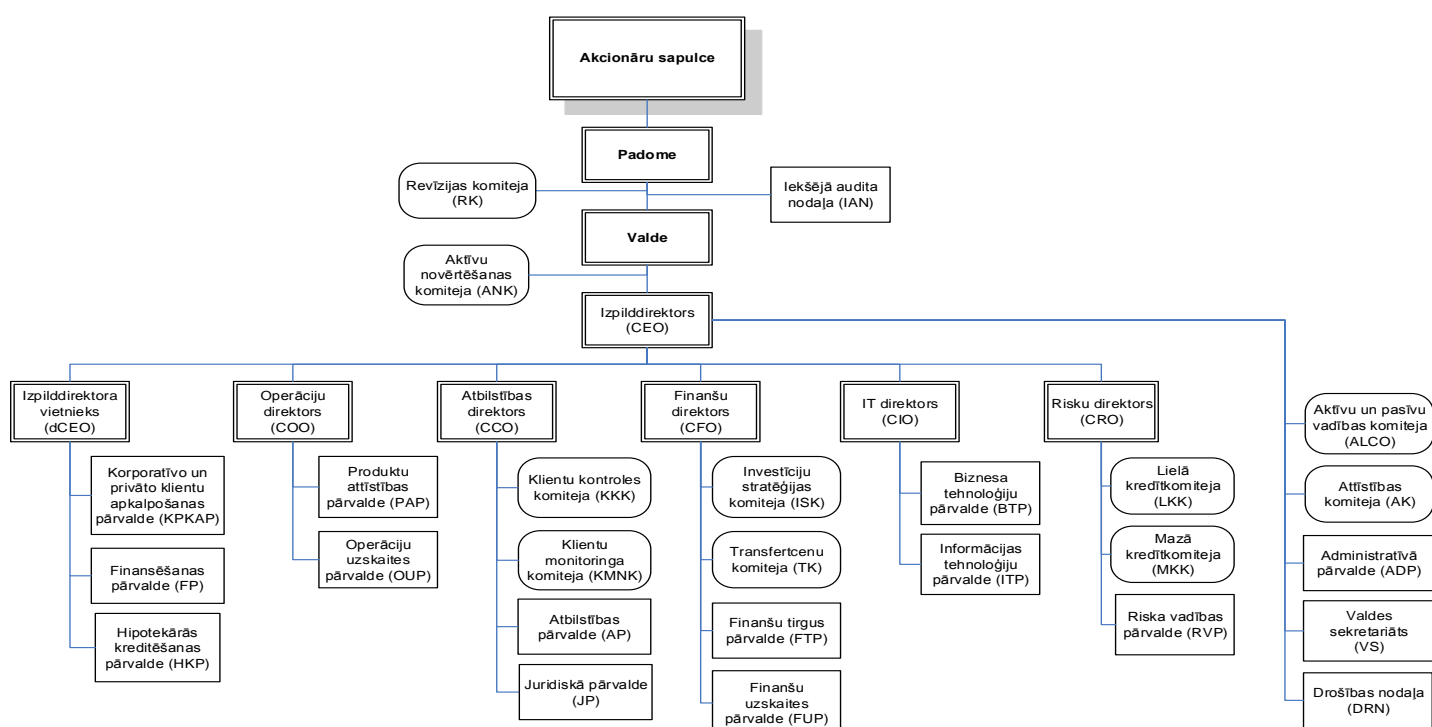 Akcionāru sapulce
Padome
Revīzijas komiteja
(RK)
Iekšējā audita
nodaļa (IAN)
Valde
Aktīvu
novērtēšanas
komiteja (ANK)
Izpilddirektors
(CEO)
Izpilddirektora
vietnieks
(dCEO)
Korporatīvo un
privāto klientu
apkalpošanas
pārvalde (KPKAP)
Finansēšanas
pārvalde (FP)
Hipotekārās
kreditēšanas
pārvalde (HKP)
Operāciju
direktors
(COO)
Produktu
attīstības
pārvalde (PAP)
Operāciju
uzskaites
pārvalde (OUP)
Atbilstības
direktors
(CCO)
Klientu kontroles
komiteja (KKK)
Klientu
monitoringa
komiteja (KMNK)
Atbilstības
pārvalde (AP)
Juridiskā pārvalde
(JP)
Finanšu
direktors
(CFO)
Investīciju
stratēģijas
komiteja (ISK)
Transfertcenu
komiteja (TK)
Finanšu tirgus
pārvalde (FTP)
Finanšu
uzskaites
pārvalde (FUP)
IT direktors
(CIO)
Biznesa
tehnoloģiju
pārvalde (BTP)
Informācijas
tehnoloģiju
pārvalde (ITP)
Risku direktors
(CRO)
Lielā
kredītkomiteja
(LKK)
Mazā
kredītkomiteja
(MKK)
Riska vadības
pārvalde (RVP)
Aktīvu un pasīvu
vadības komiteja
(ALCO)
Attīstības
komiteja (AK)
Administratīvā
pārvalde (ADP)
Valdes
sekretariāts
(VS)
Drošības nodaļa
(DRN)